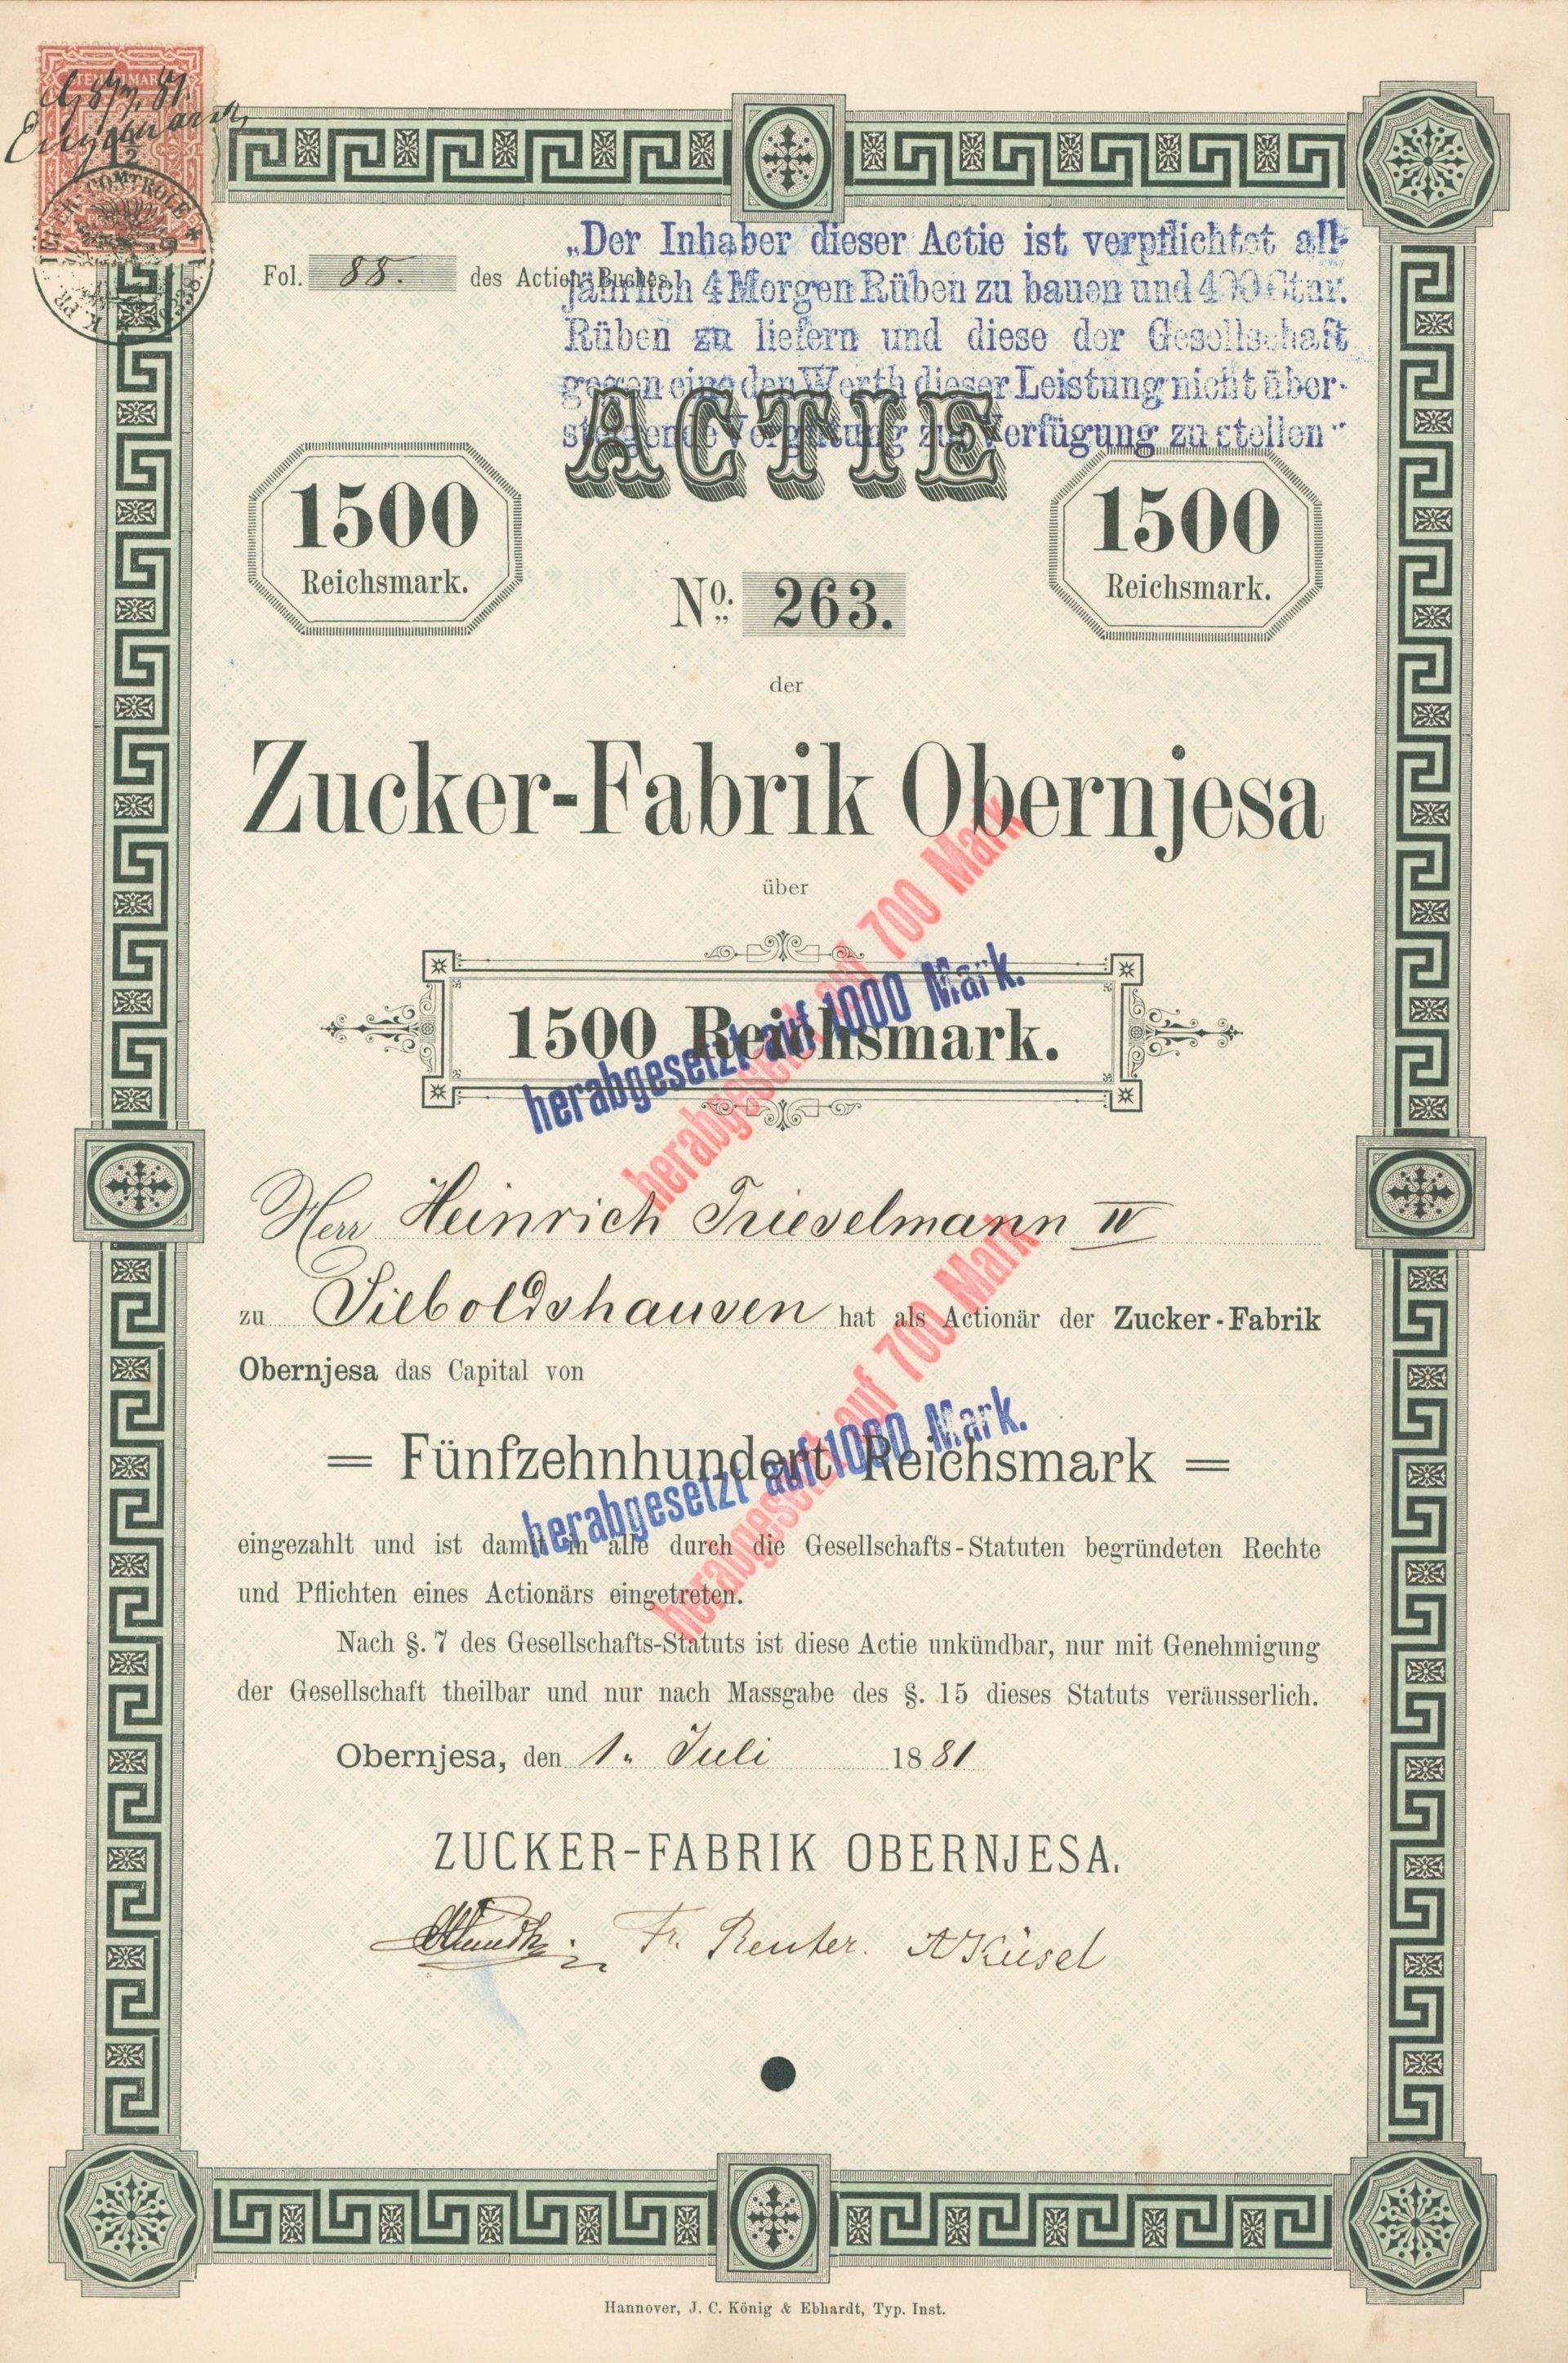 STEMPELMARKE
1 1/2
COMTROLE
Fol. 88. des Actien-Buches.
„Der Inhaber dieser Actie ist verpflichtet all-
jährlich 4 Morgen Rüben zu bauen und 400 Ctnr.
Rüben zu liefern und diese der Gesellschaft
gegen eine den Werth dieser Leistung nicht über-
steigende Vergütung zur Verfügung zu stellen“
ACTIE
1500
Reichsmark.
1500
Reichsmark.
No. 263.
der
Zucker-Fabrik Obernjesa
über
1500 Reichsmark.
herabgesetzt auf 1000 Mark.
herabgesetzt auf 700 Mark
Herr Heinrich Trieselmann IV
zu Sieboldshausen hat als Actionär der Zucker-Fabrik
Obernjesa das Capital von
= Fünfzehnhundert Reichsmark =
herabgesetzt auf 1000 Mark.
herabgesetzt auf 700 Mark
eingezahlt und ist damit in alle durch die Gesellschafts-Statuten begründeten Rechte
und Pflichten eines Actionärs eingetreten.
Nach §. 7 des Gesellschafts-Statuts ist diese Actie unkündbar, nur mit Genehmigung
der Gesellschaft theilbar und nur nach Massgabe des §. 15 dieses Statuts veräusserlich.
Obernjesa, den 1. Juli 1881
ZUCKER-FABRIK OBERNJESA.
Fr. Reuter. A Küsel
Hannover, J. C. König & Ebhardt, Typ. Inst.